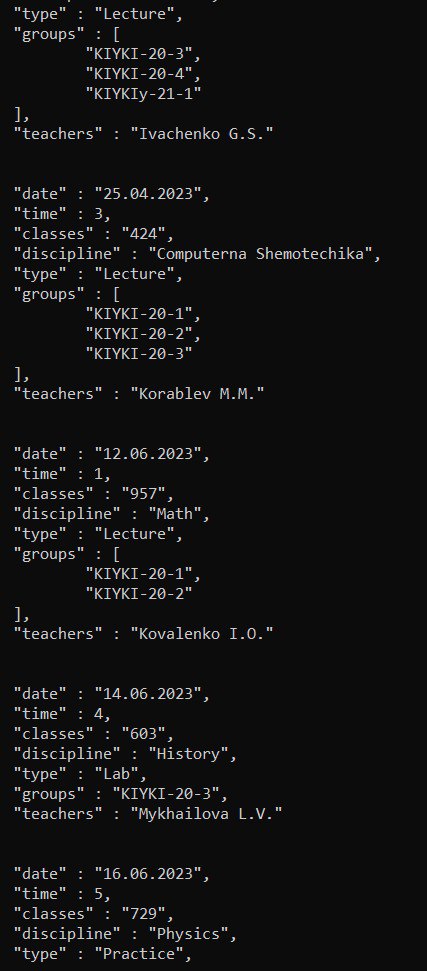 "type" : "Lecture",
"groups" : [
"KIYKI-20-3",
"KIYKI-20-4",
"KIYKIy-21-1"
],
"teachers" : "Ivachenko G.S."
"date" : "25.04.2023",
"time" : 3,
"classes" : "424",
"discipline" : "Computerna Shemotechika",
"type" : "Lecture",
"groups" : [
"KIYKI-20-1",
"KIYKI-20-2",
"KIYKI-20-3"
],
"teachers" : "Korablev M.M."
"date" : "12.06.2023",
"time" : 1,
"classes" : "957",
"discipline" : "Math",
"type" : "Lecture",
"groups" : [
"KIYKI-20-1",
"KIYKI-20-2"
],
"teachers" : "Kovalenko I.O."
"date" : "14.06.2023",
"time" : 4,
"classes" : "603",
"discipline" : "History",
"type" : "Lab",
"groups" : "KIYKI-20-3",
"teachers" : "Mykhailova L.V."
"date" : "16.06.2023",
"time" : 5,
"classes" : "729",
"discipline" : "Physics",
"type" : "Practice",